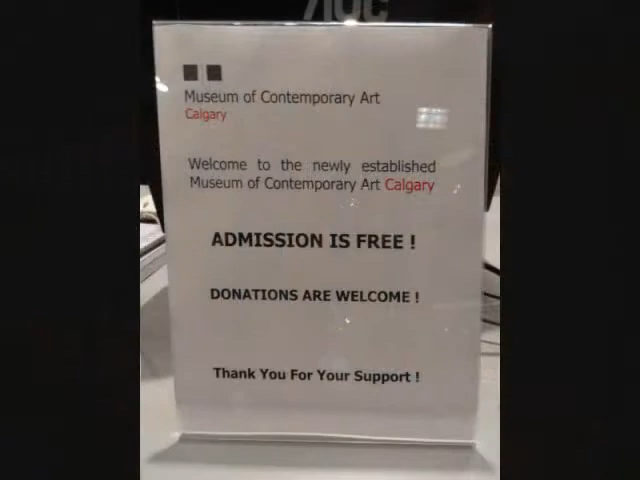 AOC
Museum of Contemporary Art
Calgary
Welcome to the newly established
Museum of Contemporary Art Calgary
ADMISSION IS FREE !
DONATIONS ARE WELCOME !
Thank You For Your Support !